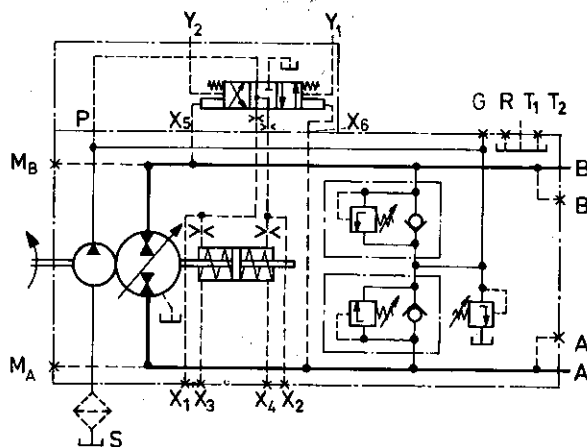 Y2 Y1
P X5 X6 G R T1 T2
MB B
B
A
MA A
X1 X3 X4 X2
S